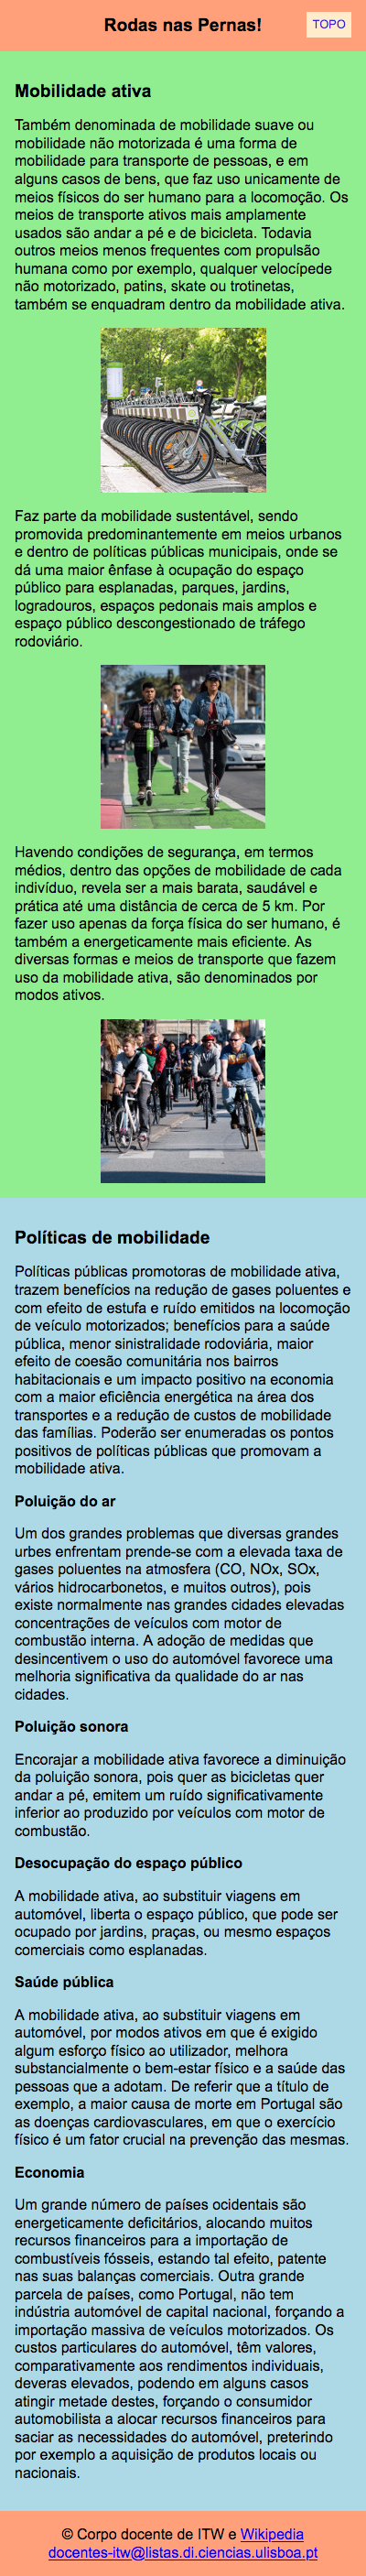 Rodas nas Pernas!
TOPO
Mobilidade ativa
Também denominada de mobilidade suave ou
mobilidade não motorizada é uma forma de
mobilidade para transporte de pessoas, e em
alguns casos de bens, que faz uso unicamente de
meios físicos do ser humano para a locomoção. Os
meios de transporte ativos mais amplamente
usados são andar a pé e de bicicleta. Todavia
outros meios menos frequentes com propulsão
humana como por exemplo, qualquer velocípede
não motorizado, patins, skate ou trotinetas,
também se enquadram dentro da mobilidade ativa.
Faz parte da mobilidade sustentável, sendo
promovida predominantemente em meios urbanos
e dentro de políticas públicas municipais, onde se
dá uma maior ênfase à ocupação do espaço
público para esplanadas, parques, jardins,
logradouros, espaços pedonais mais amplos e
espaço público descongestionado de tráfego
rodoviário.
Havendo condições de segurança, em termos
médios, dentro das opções de mobilidade de cada
indivíduo, revela ser a mais barata, saudável e
prática até uma distância de cerca de 5 km. Por
fazer uso apenas da força física do ser humano, é
também a energeticamente mais eficiente. As
diversas formas e meios de transporte que fazem
uso da mobilidade ativa, são denominados por
modos ativos.
Políticas de mobilidade
Políticas públicas promotoras de mobilidade ativa,
trazem benefícios na redução de gases poluentes e
com efeito de estufa e ruído emitidos na locomoção
de veículo motorizados; benefícios para a saúde
pública, menor sinistralidade rodoviária, maior
efeito de coesão comunitária nos bairros
habitacionais e um impacto positivo na economia
com a maior eficiência energética na área dos
transportes e a redução de custos de mobilidade
das famílias. Poderão ser enumeradas os pontos
positivos de políticas públicas que promovam a
mobilidade ativa.
Poluição do ar
Um dos grandes problemas que diversas grandes
urbes enfrentam prende-se com a elevada taxa de
gases poluentes na atmosfera (CO, NOx, SOx,
vários hidrocarbonetos, e muitos outros), pois
existe normalmente nas grandes cidades elevadas
concentrações de veículos com motor de
combustão interna. A adoção de medidas que
desincentivem o uso do automóvel favorece uma
melhoria significativa da qualidade do ar nas
cidades.
Poluição sonora
Encorajar a mobilidade ativa favorece a diminuição
da poluição sonora, pois quer as bicicletas quer
andar a pé, emitem um ruído significativamente
inferior ao produzido por veículos com motor de
combustão.
Desocupação do espaço público
A mobilidade ativa, ao substituir viagens em
automóvel, liberta o espaço público, que pode ser
ocupado por jardins, praças, ou mesmo espaços
comerciais como esplanadas.
Saúde pública
A mobilidade ativa, ao substituir viagens em
automóvel, por modos ativos em que é exigido
algum esforço físico ao utilizador, melhora
substancialmente o bem-estar físico e a saúde das
pessoas que a adotam. De referir que a título de
exemplo, a maior causa de morte em Portugal são
as doenças cardiovasculares, em que o exercício
físico é um fator crucial na prevenção das mesmas.
Economia
Um grande número de países ocidentais são
energeticamente deficitários, alocando muitos
recursos financeiros para a importação de
combustíveis fósseis, estando tal efeito, patente
nas suas balanças comerciais. Outra grande
parcela de países, como Portugal, não tem
indústria automóvel de capital nacional, forçando a
importação massiva de veículos motorizados. Os
custos particulares do automóvel, têm valores,
comparativamente aos rendimentos individuais,
deveras elevados, podendo em alguns casos
atingir metade destes, forçando o consumidor
automobilista a alocar recursos financeiros para
saciar as necessidades do automóvel, preterindo
por exemplo a aquisição de produtos locais ou
nacionais.
© Corpo docente de ITW e Wikipedia
docentes-itw@listas.di.ciencias.ulisboa.pt